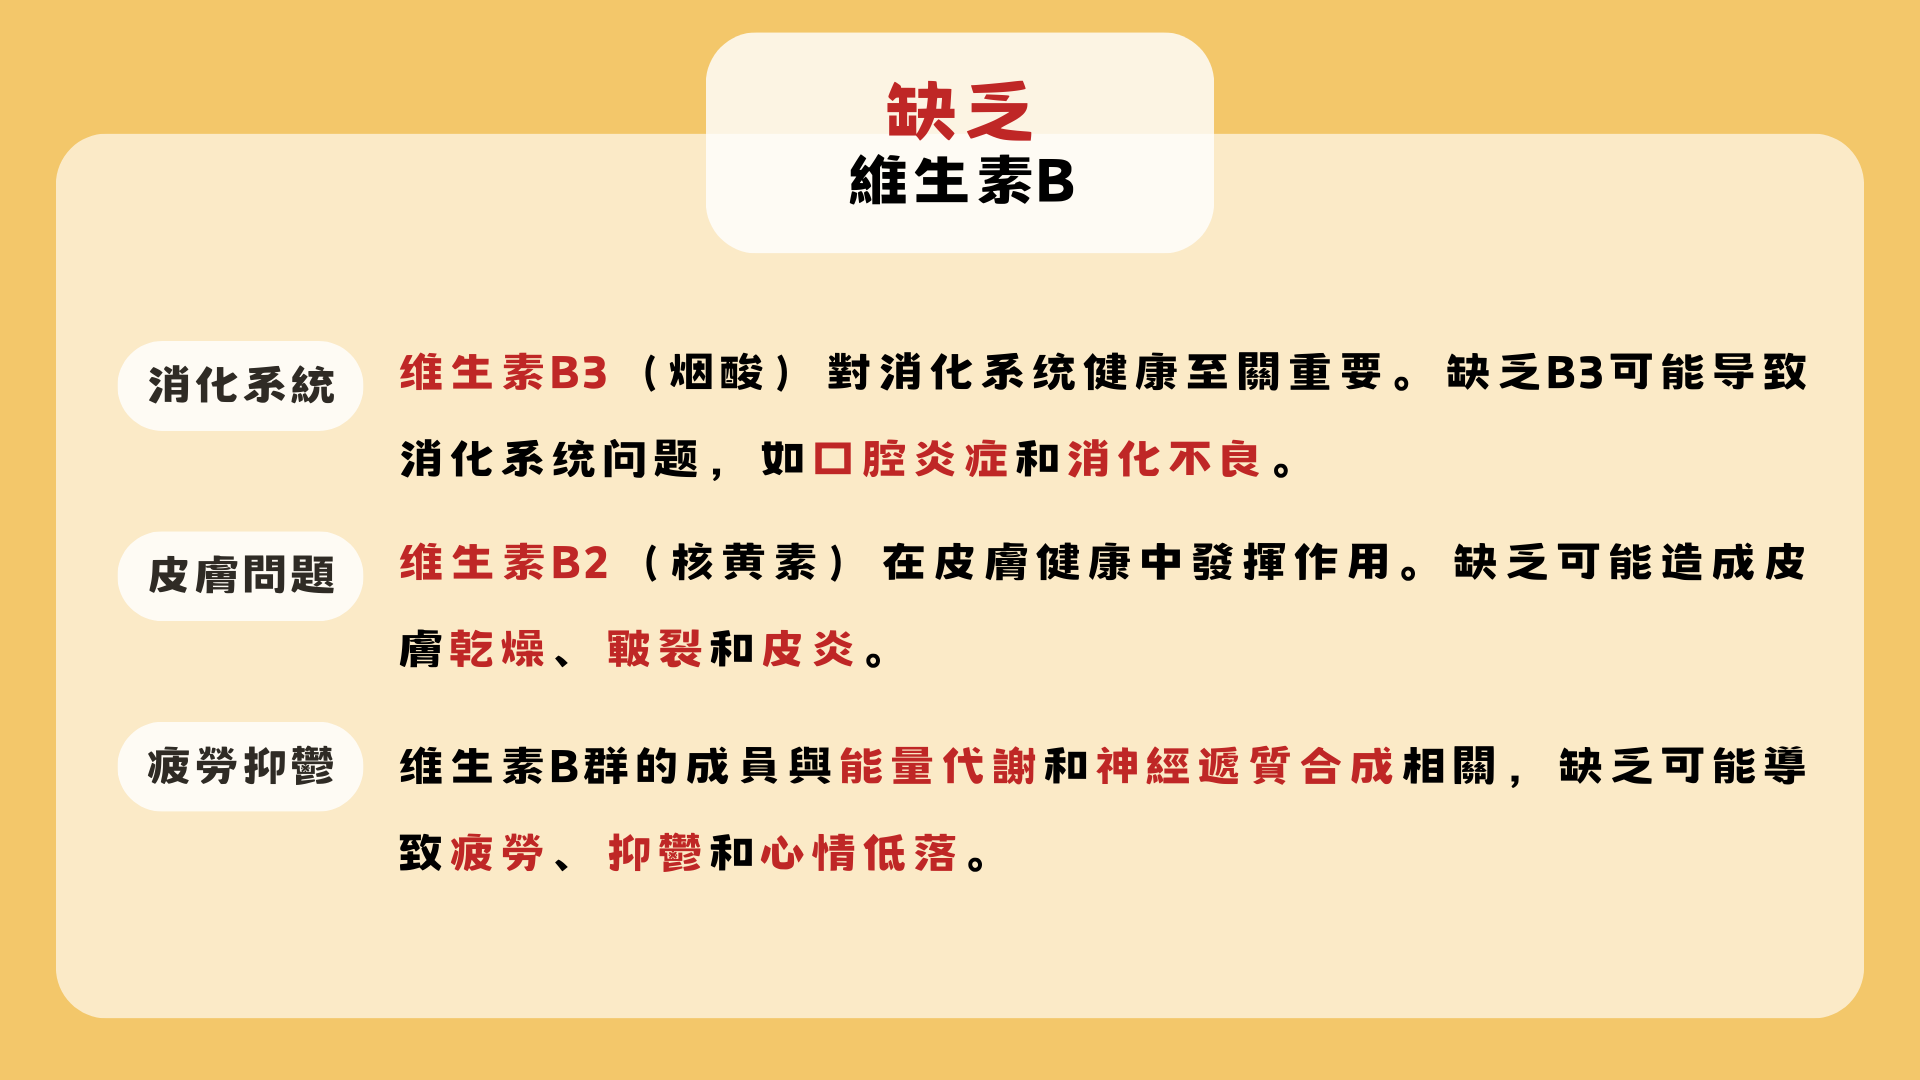 缺乏
維生素B
消化系統
维生素B3（烟酸）對消化系统健康至關重要。缺乏B3可能导致
消化系统问题，如口腔炎症和消化不良。
皮膚問題
维生素B2（核黄素）在皮膚健康中發揮作用。缺乏可能造成皮
膚乾燥、皸裂和皮炎。
疲勞抑鬱
维生素B群的成員與能量代謝和神經遞質合成相關，缺乏可能導
致疲勞、抑鬱和心情低落。